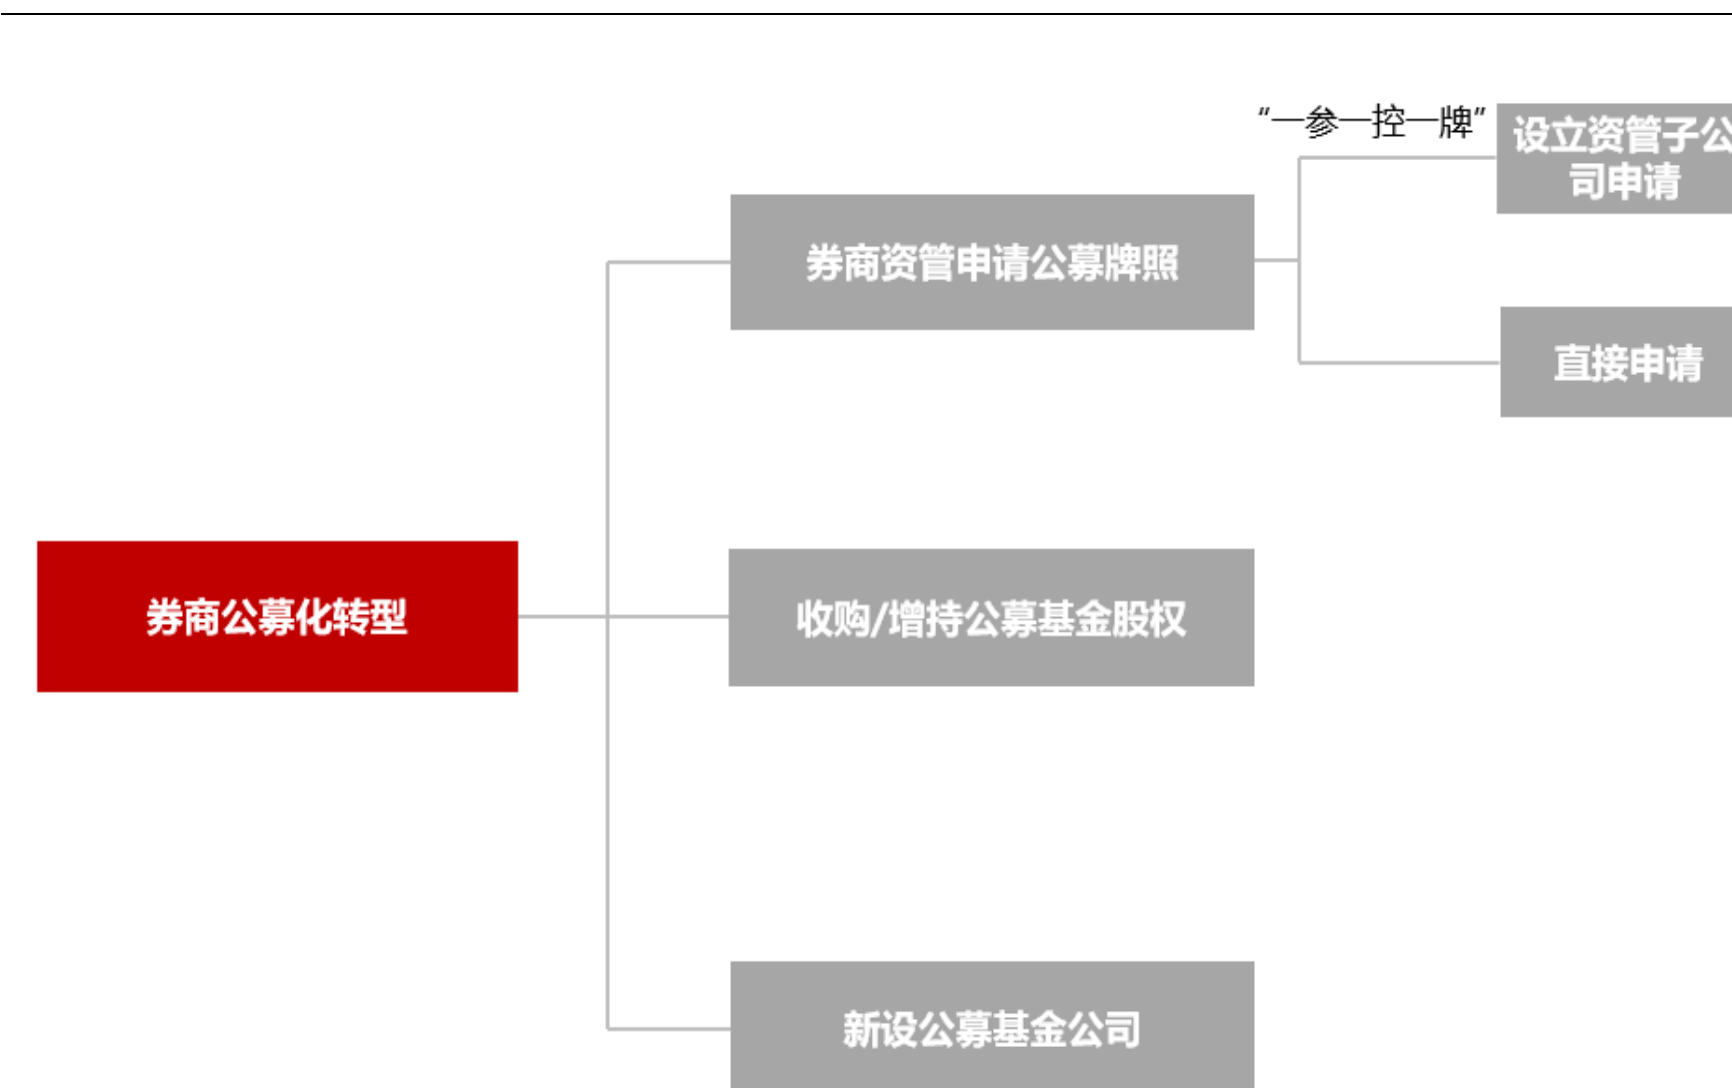 “一参一控一牌”
设立资管子公
司申请
券商资管申请公募牌照
直接申请
券商公募化转型
收购/增持公募基金股权
新设公募基金公司